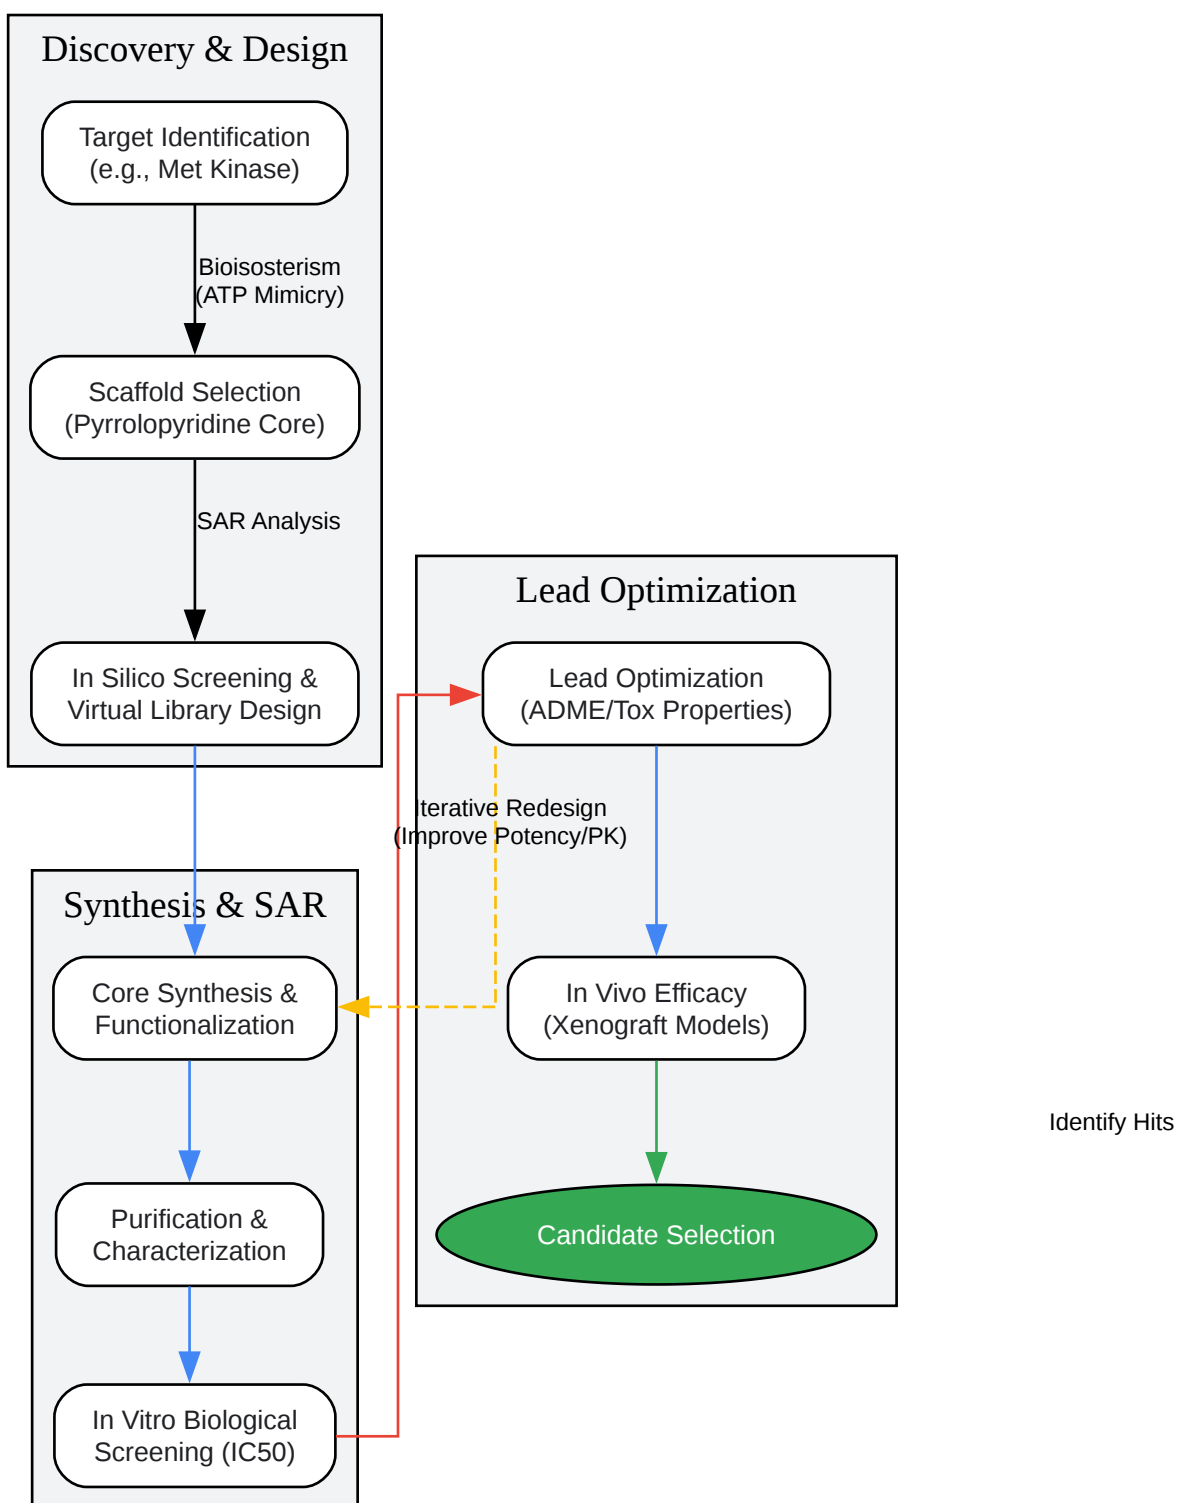 Discovery & Design
Target Identification
(e.g., Met Kinase)
Bioisosterism
(ATP Mimicry)
Scaffold Selection
(Pyrrolopyridine Core)
SAR Analysis
In Silico Screening &
Virtual Library Design
Synthesis & SAR
Core Synthesis &
Functionalization
Purification &
Characterization
In Vitro Biological
Screening (IC50)
Lead Optimization
Lead Optimization
(ADME/Tox Properties)
Iterative Redesign
(Improve Potency/PK)
In Vivo Efficacy
(Xenograft Models)
Candidate Selection
Identify Hits